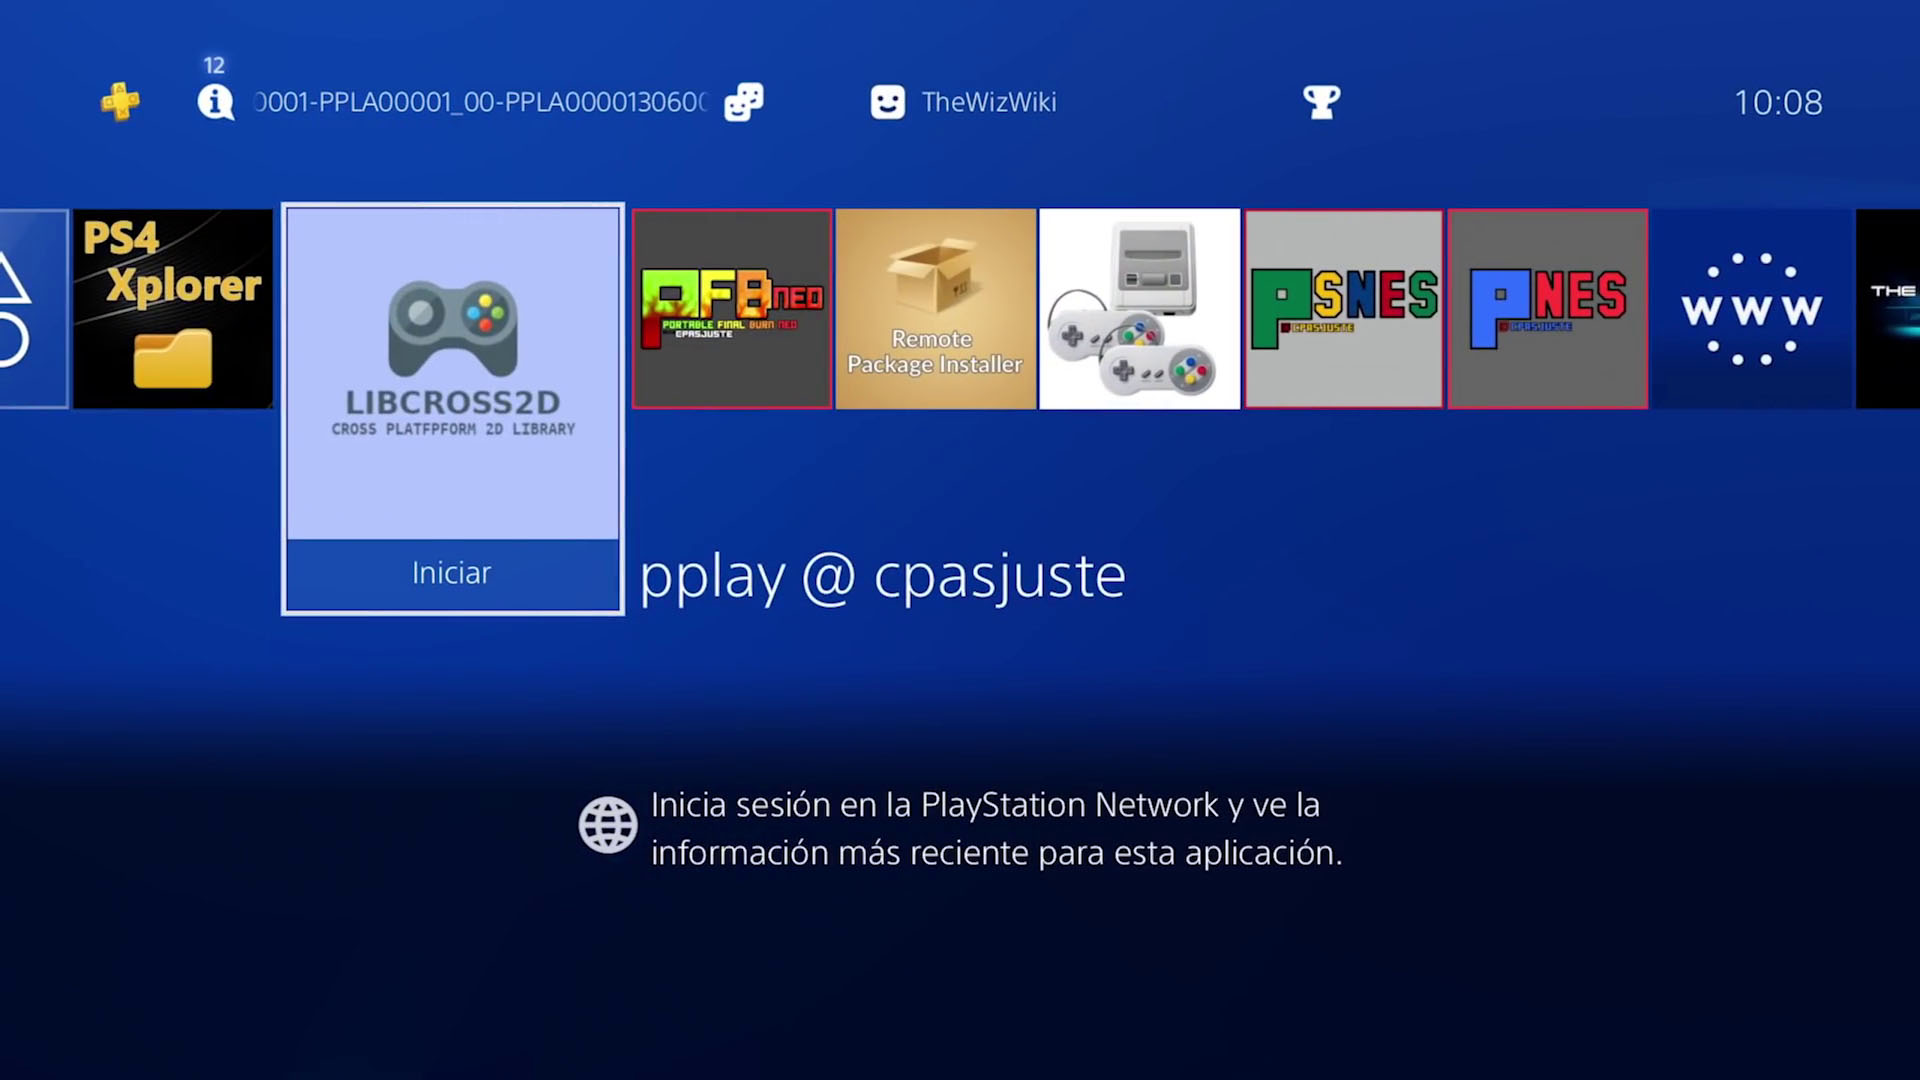 12
0001-PPLA00001_00-PPLA000013060
TheWizWiki
10:08
PS4
Xplorer
LIBCROSS2D
CROSS PLATFPFORM 2D LIBRARY
Iniciar
PFBNEO
PORTABLE FINAL BURN NEO
CPASJUSTE
Remote
Package Installer
PSNES
CPASJUSTE
PNES
CPASJUSTE
WWW
THE
pplay @ cpasjuste
Inicia sesión en la PlayStation Network y ve la
información más reciente para esta aplicación.